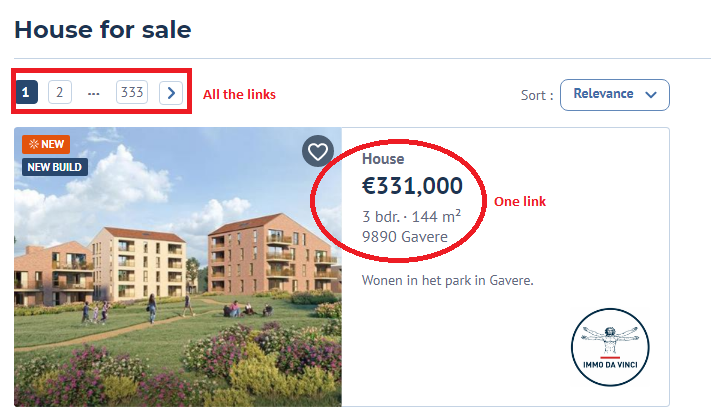 House for sale
1 2 ... 333 >
All the links
Sort : Relevance
NEW
NEW BUILD
House
€331,000
3 bdr. · 144 m²
9890 Gavere
One link
Wonen in het park in Gavere.
IMMO DA VINCI